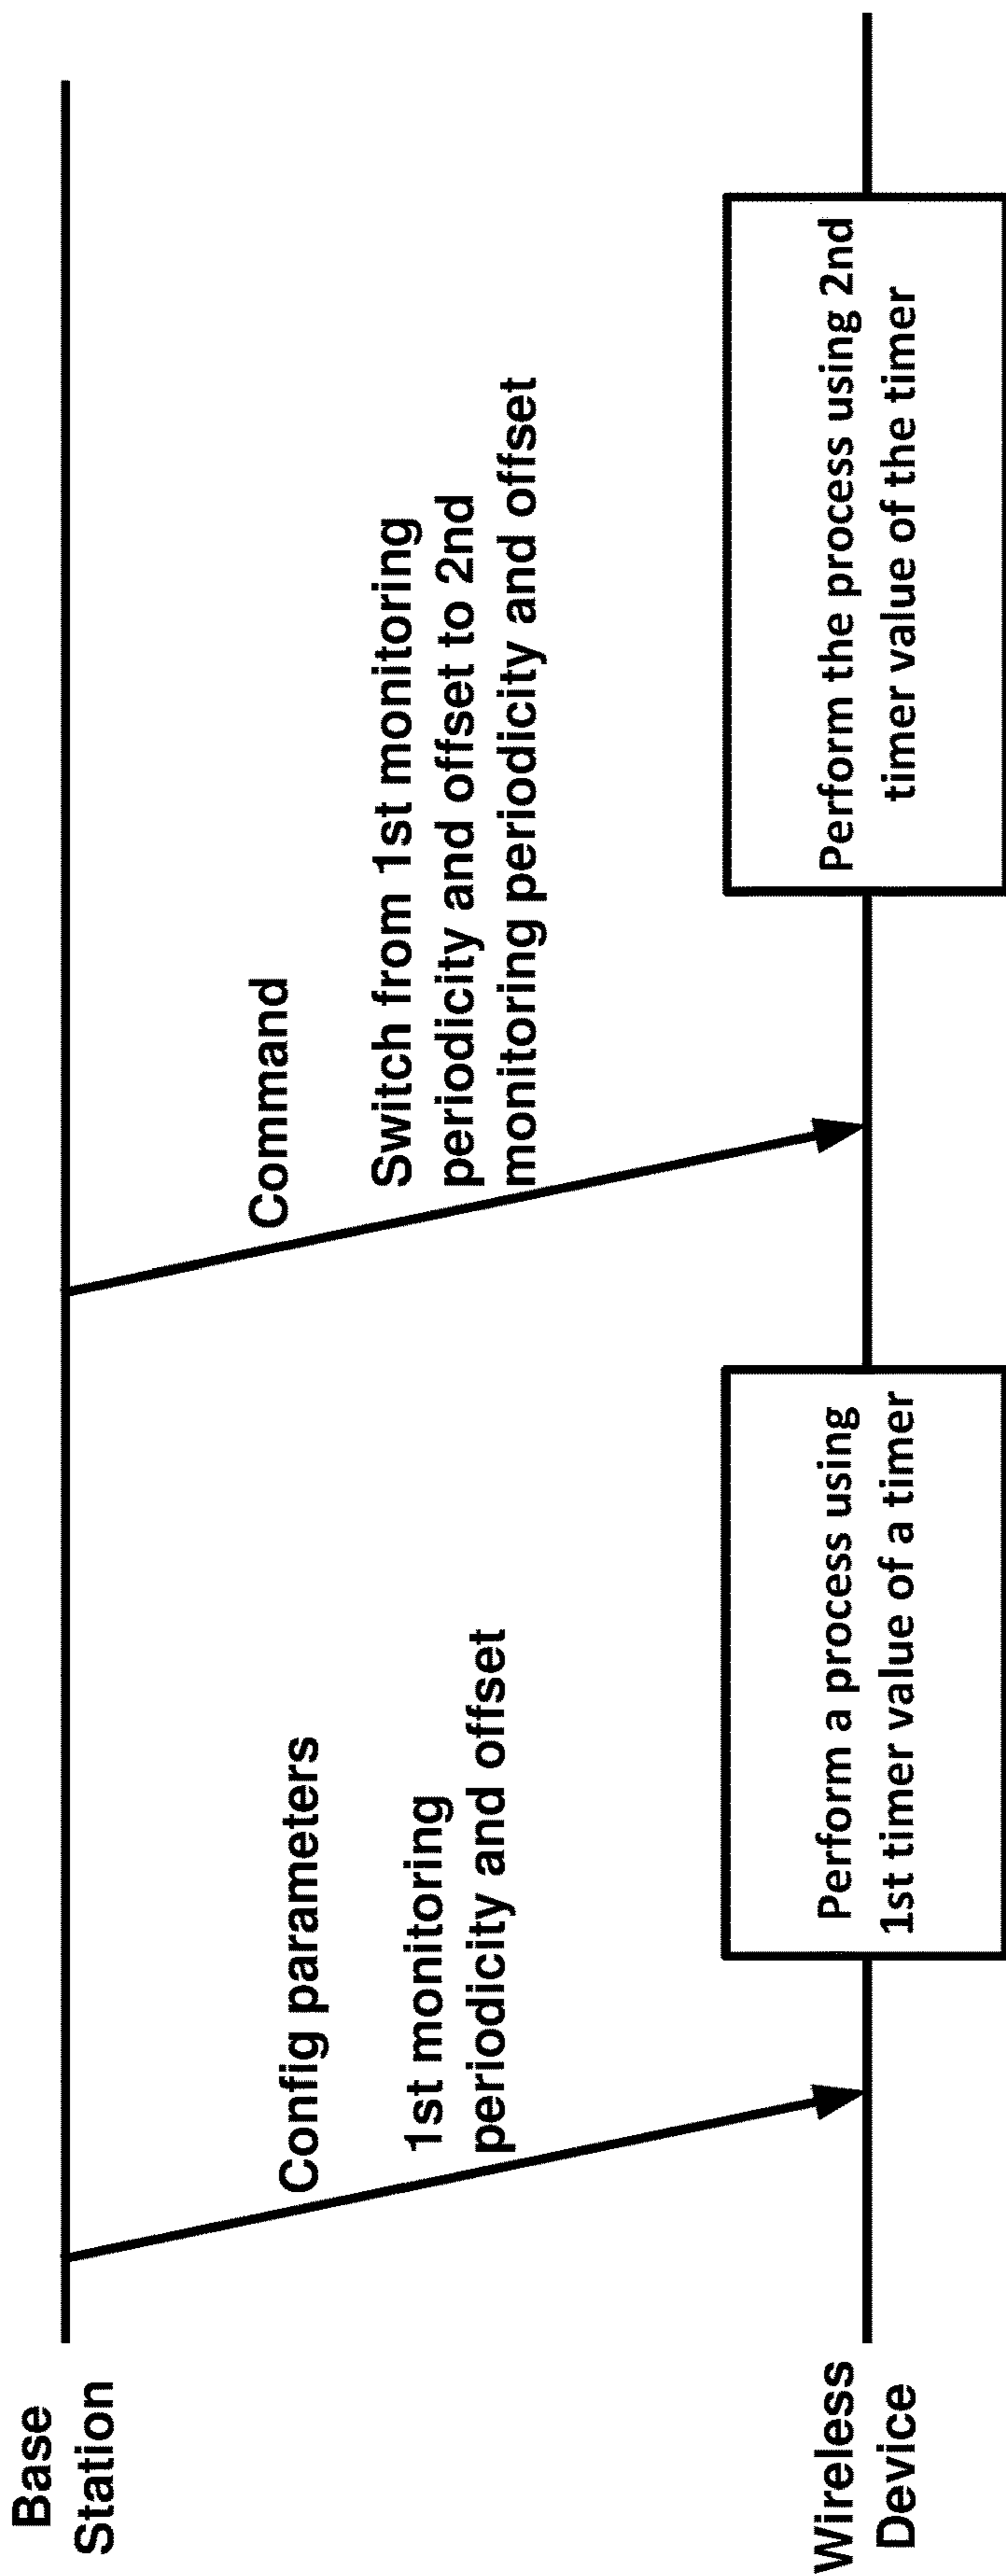 Base
Station
Config parameters
1st monitoring
periodicity and offset
Command
Switch from 1st monitoring
periodicity and offset to 2nd
monitoring periodicity and offset
Wireless
Device
Perform a process using
1st timer value of a timer
Perform the process using 2nd
timer value of the timer